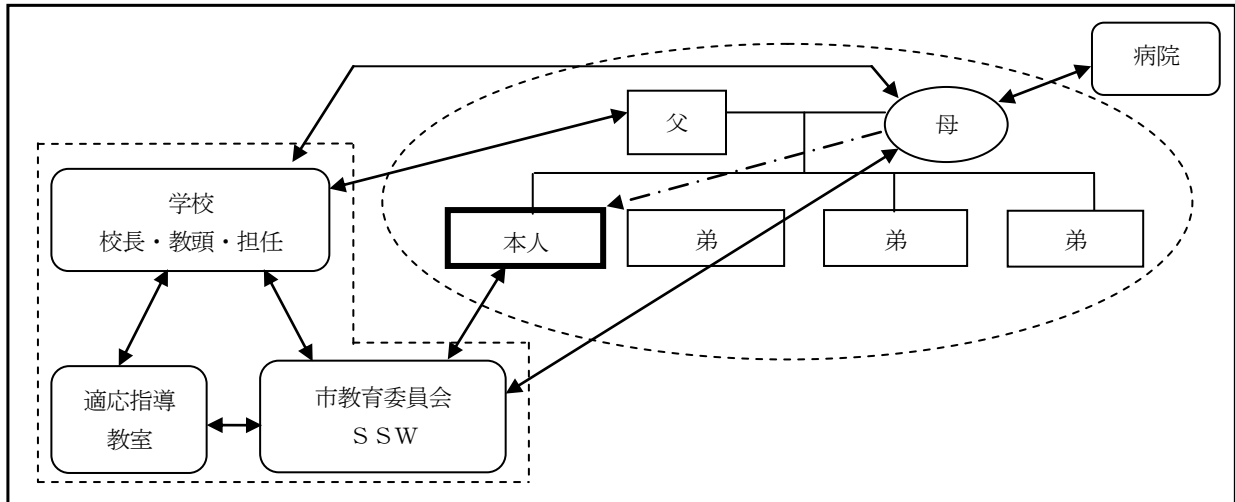 病院
父
母
学校
校長・教頭・担任
本人
弟
弟
弟
適応指導
教室
市教育委員会
ＳＳＷ